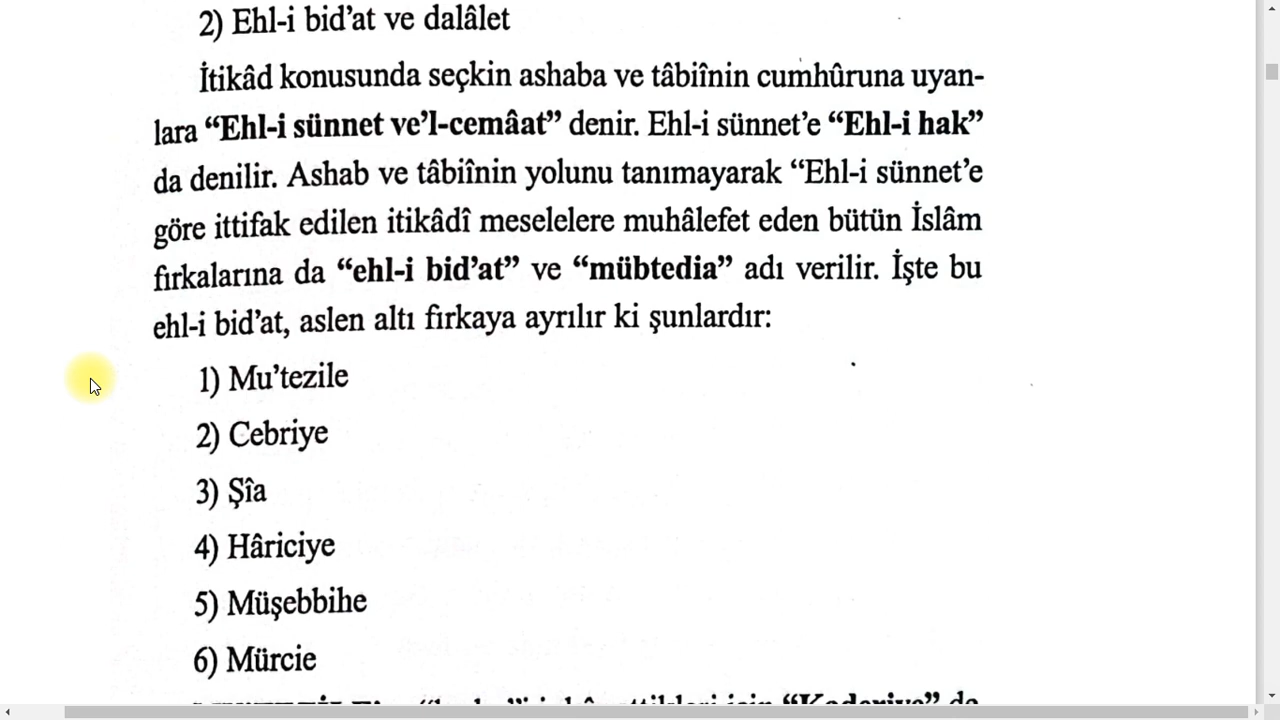 2) Ehl-i bid’at ve dalâlet
İtikâd konusunda seçkin ashaba ve tâbiînin cumhûruna uyan-
lara “Ehl-i sünnet ve’l-cemâat” denir. Ehl-i sünnet’e “Ehl-i hak”
da denilir. Ashab ve tâbiînin yolunu tanımayarak “Ehl-i sünnet’e
göre ittifak edilen itikâdî meselelere muhâlefet eden bütün İslâm
fırkalarına da “ehl-i bid’at” ve “mübtedia” adı verilir. İşte bu
ehl-i bid’at, aslen altı fırkaya ayrılır ki şunlardır:
1) Mu’tezile
2) Cebriye
3) Şîa
4) Hâriciye
5) Müşebbihe
6) Mürcie
için “Kaderiye” de